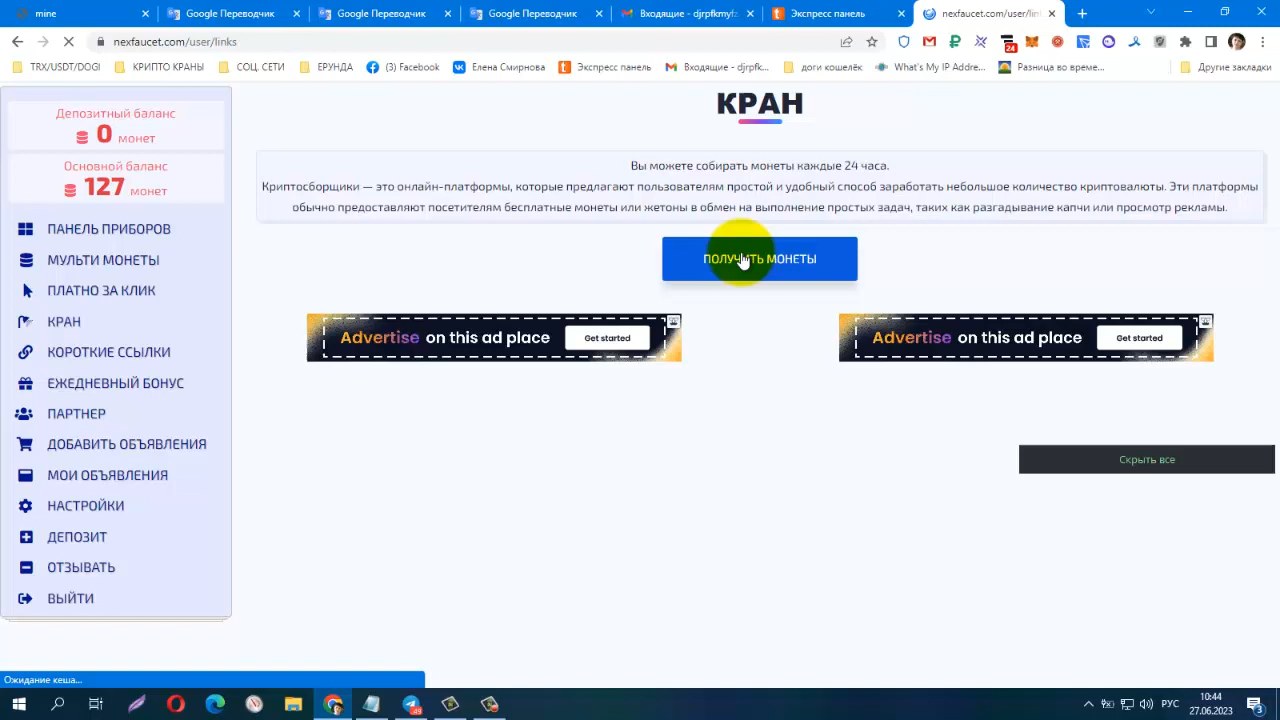 mine
Google Переводчик
Google Переводчик
Google Переводчик
Входящие - djrpfkmyfz.
Экспресс панель
nexfaucet.com/user/lin
nexfaucet.com/user/links
24
TRX/USDT/DOGI
КРИПТО КРАНЫ
СОЦ. СЕТИ
ЕРУНДА
(3) Facebook
Елена Смирнова
Экспресс панель
Входящие - djrpfk...
доги кошелёк
What's My IP Addre...
Разница во време...
Другие закладки
Депозитный баланс
0 монет
Основной баланс
127 монет
ПАНЕЛЬ ПРИБОРОВ
МУЛЬТИ МОНЕТЫ
ПЛАТНО ЗА КЛИК
КРАН
КОРОТКИЕ ССЫЛКИ
ЕЖЕДНЕВНЫЙ БОНУС
ПАРТНЕР
ДОБАВИТЬ ОБЪЯВЛЕНИЯ
МОИ ОБЪЯВЛЕНИЯ
НАСТРОЙКИ
ДЕПОЗИТ
ОТЗЫВАТЬ
ВЫЙТИ
КРАН
Вы можете собирать монеты каждые 24 часа.
Криптосборщики — это онлайн-платформы, которые предлагают пользователям простой и удобный способ заработать небольшое количество криптовалюты. Эти платформы
обычно предоставляют посетителям бесплатные монеты или жетоны в обмен на выполнение простых задач, таких как разгадывание капчи или просмотр рекламы.
ПОЛУЧИТЬ МОНЕТЫ
Advertise on this ad place Get started
Advertise on this ad place Get started
Скрыть все
Ожидание кеша...
РУС
10:44
27.06.2023
3